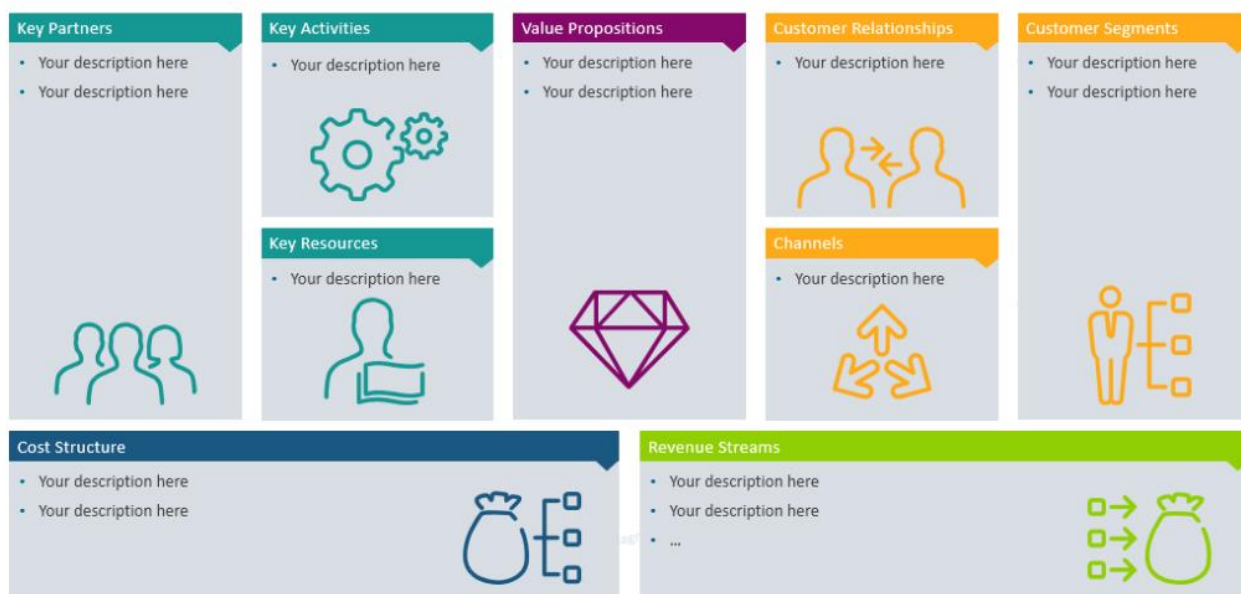 Key Partners
• Your description here
• Your description here
Key Activities
• Your description here
Key Resources
• Your description here
Value Propositions
• Your description here
• Your description here
Customer Relationships
• Your description here
Channels
• Your description here
Customer Segments
• Your description here
• Your description here
Cost Structure
• Your description here
• Your description here
Revenue Streams
• Your description here
• Your description here
• ...